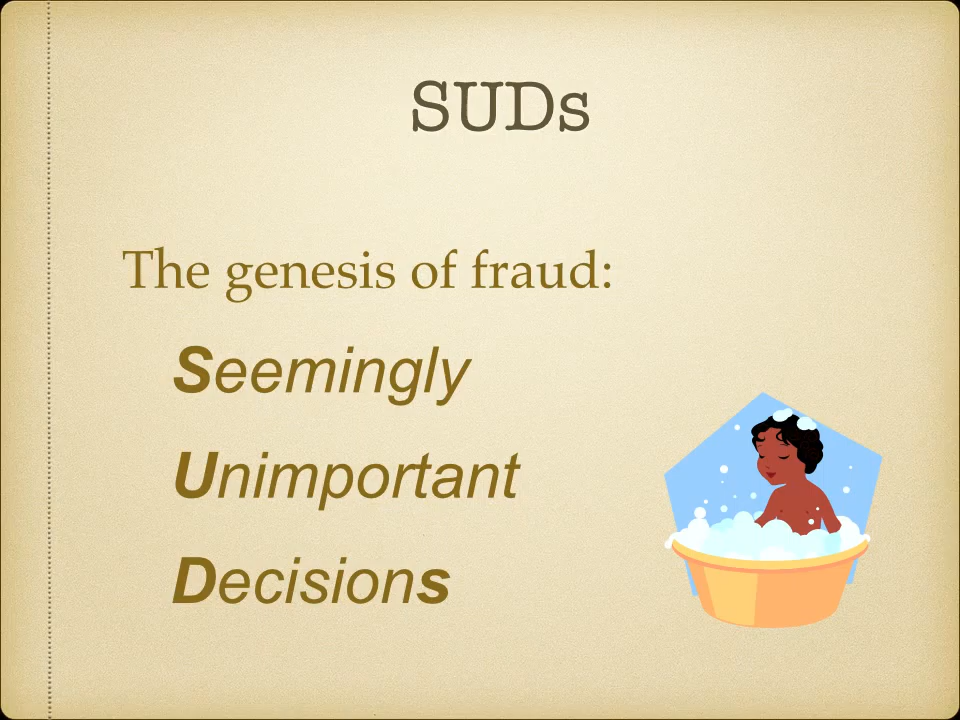 SUDs
The genesis of fraud:
Seemingly
Unimportant
Decisions